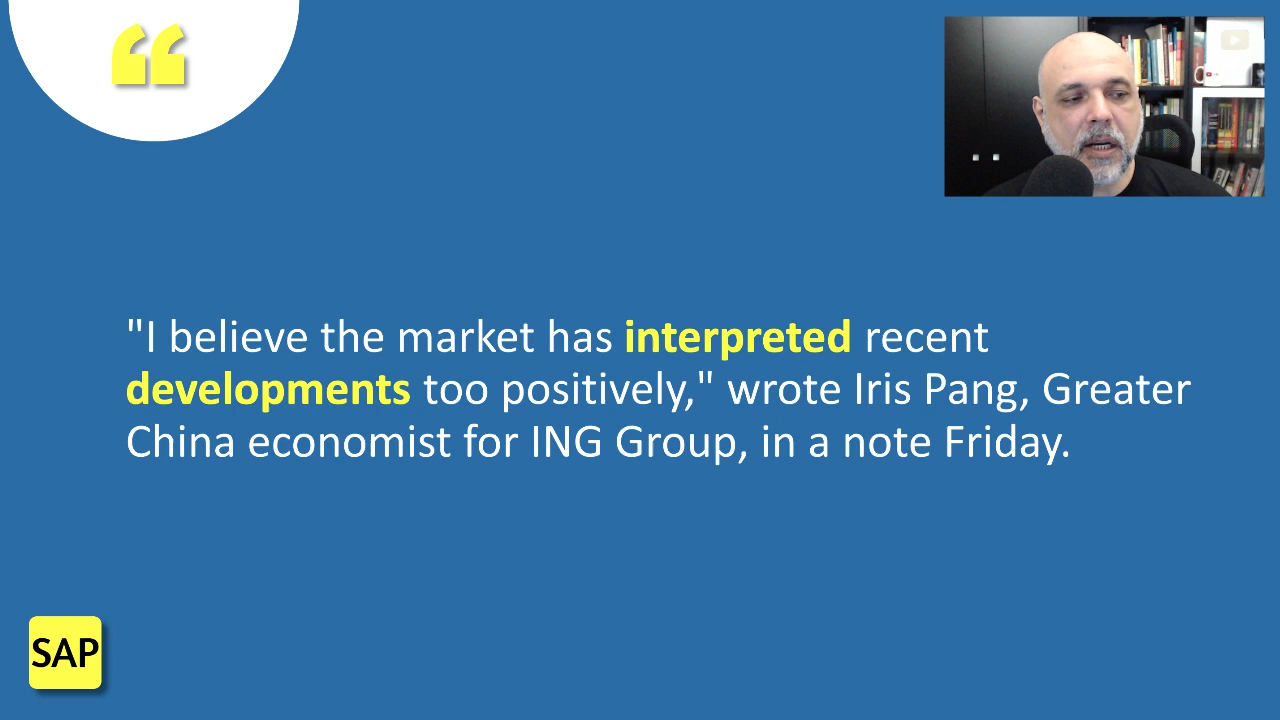 "I believe the market has interpreted recent
developments too positively," wrote Iris Pang, Greater
China economist for ING Group, in a note Friday.
SAP